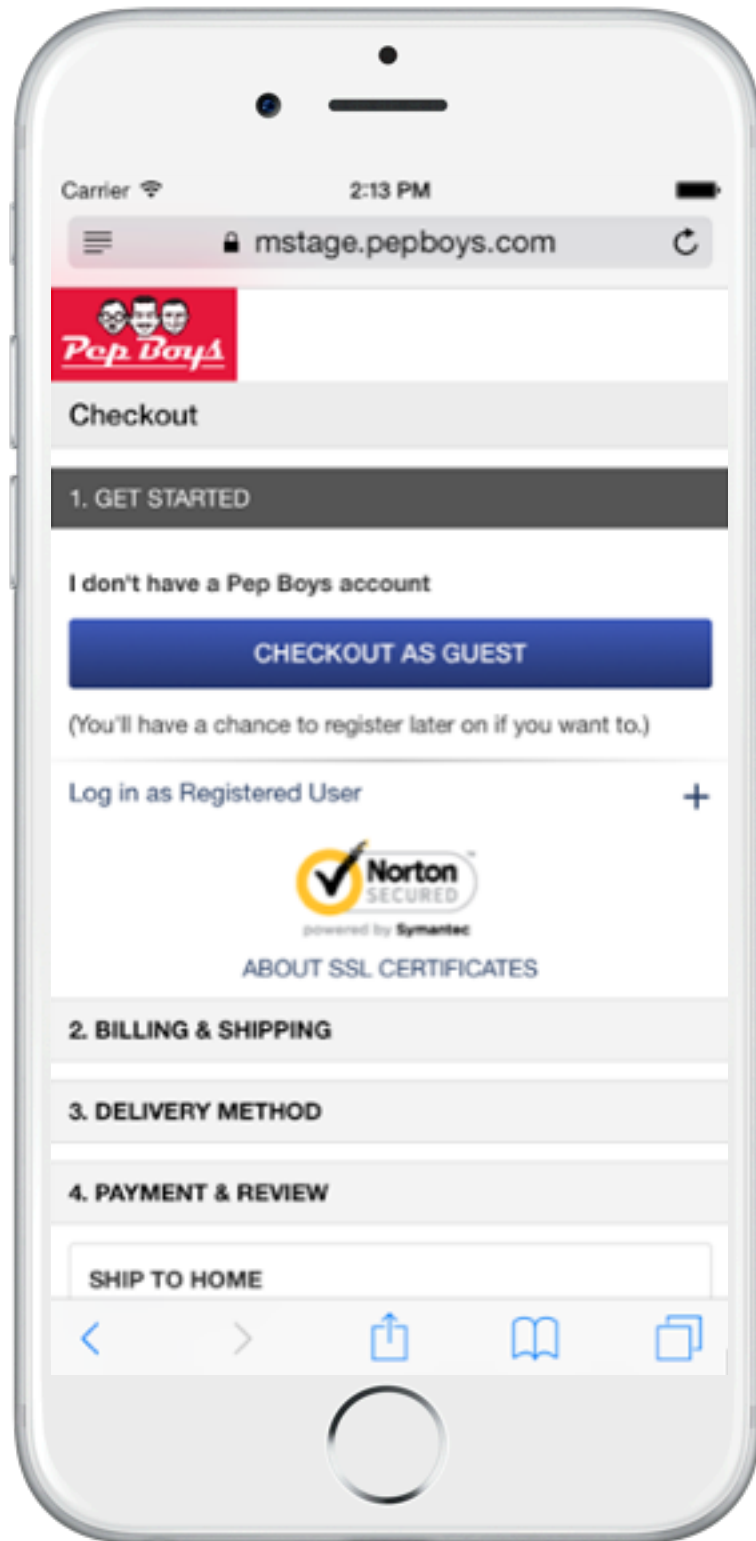 Carrier 2:13 PM
mstage.pepboys.com
Pep Boys
Checkout
1. GET STARTED
I don't have a Pep Boys account
CHECKOUT AS GUEST
(You'll have a chance to register later on if you want to.)
Log in as Registered User +
Norton
SECURED
powered by Symantec
ABOUT SSL CERTIFICATES
2. BILLING & SHIPPING
3. DELIVERY METHOD
4. PAYMENT & REVIEW
SHIP TO HOME